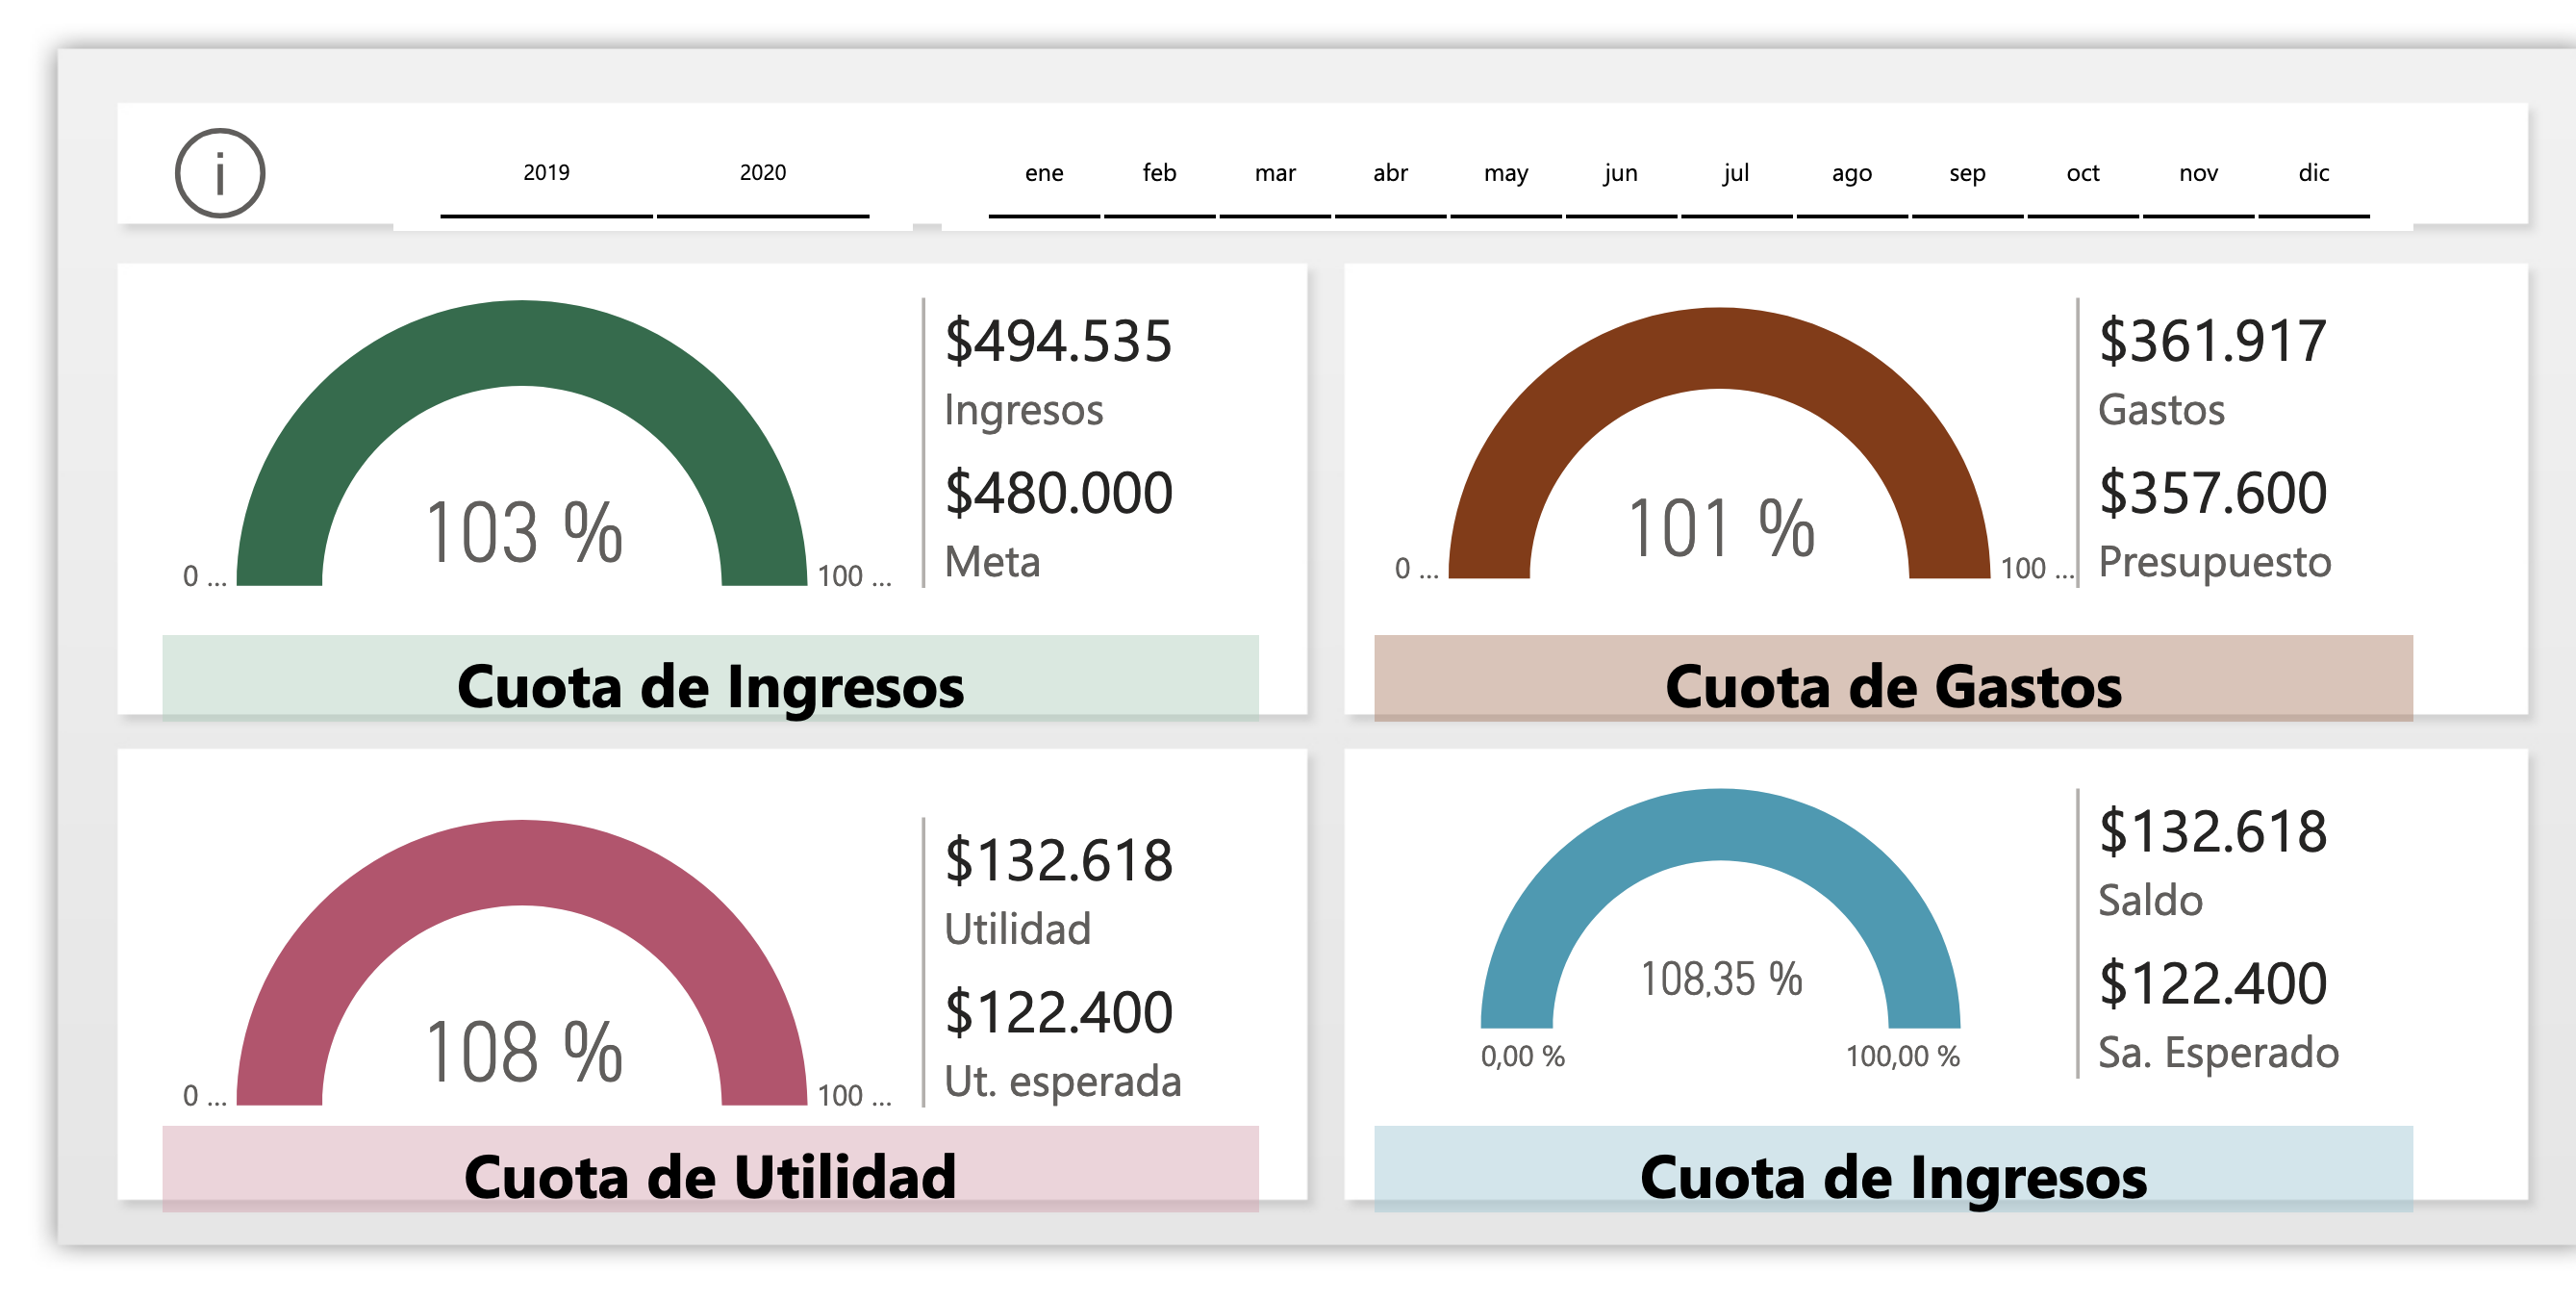 i
2019 2020 ene feb mar abr may jun jul ago sep oct nov dic
$494.535
Ingresos
$480.000
Meta
103 %
0 ... 100 ...
Cuota de Ingresos
$361.917
Gastos
$357.600
Presupuesto
101 %
0 ... 100 ...
Cuota de Gastos
$132.618
Utilidad
$122.400
Ut. esperada
108 %
0 ... 100 ...
Cuota de Utilidad
$132.618
Saldo
$122.400
Sa. Esperado
108,35 %
0,00 % 100,00 %
Cuota de Ingresos